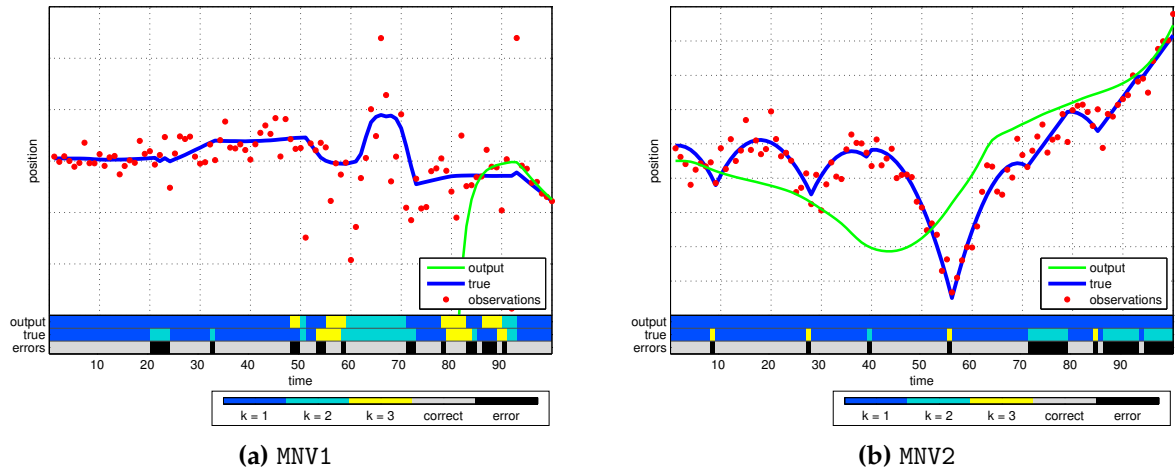 position
output
true
observations
output
true
errors
10 20 30 40 50 60 70 80 90
time
k = 1 k = 2 k = 3 correct error
(a) MNV1
position
output
true
observations
output
true
errors
10 20 30 40 50 60 70 80 90
time
k = 1 k = 2 k = 3 correct error
(b) MNV2